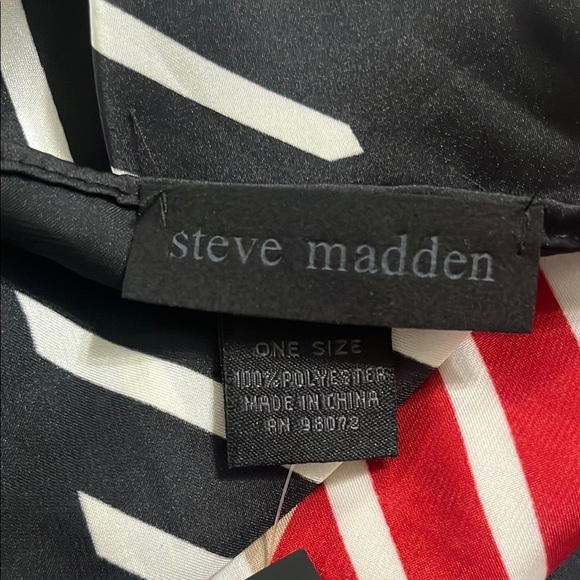 steve madden
ONE SIZE
100% POLYESTER
MADE IN CHINA
RN 98072